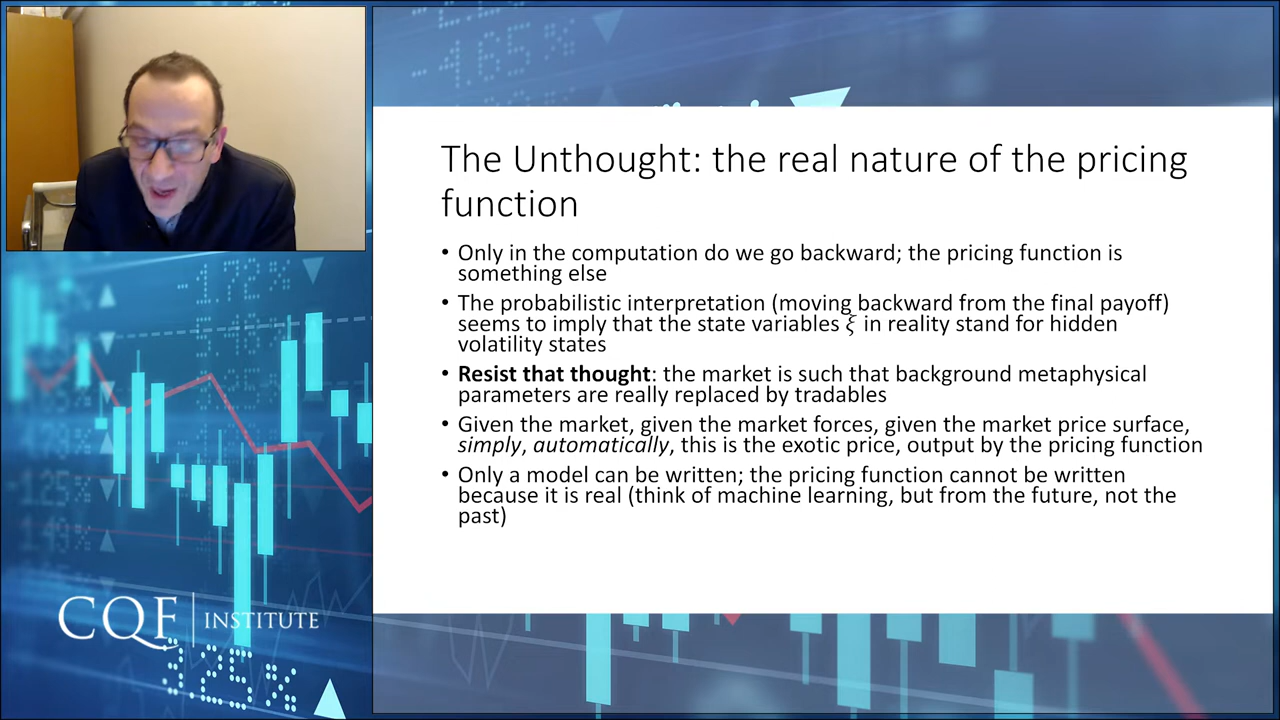 -4.65%
The Unthought: the real nature of the pricing
function
• Only in the computation do we go backward; the pricing function is
something else
• The probabilistic interpretation (moving backward from the final payoff)
seems to imply that the state variables ξ in reality stand for hidden
volatility states
• Resist that thought: the market is such that background metaphysical
parameters are really replaced by tradables
• Given the market, given the market forces, given the market price surface,
simply, automatically, this is the exotic price, output by the pricing function
• Only a model can be written; the pricing function cannot be written
because it is real (think of machine learning, but from the future, not the
past)
-1.72%
CQF INSTITUTE
3.25%